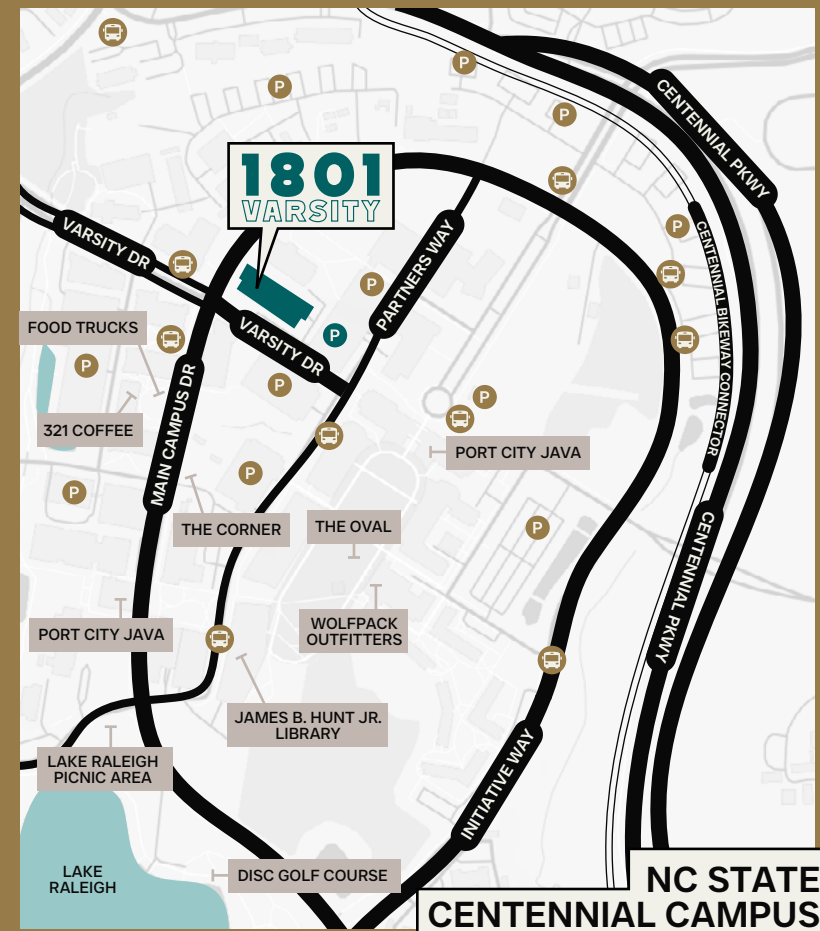 P
P
P
CENTENNIAL PKWY
1801
VARSITY
P
VARSITY DR
PARTNERS WAY
CENTENNIAL BIKEWAY CONNECTOR
P
FOOD TRUCKS
VARSITY DR
P
P
P
P
321 COFFEE
MAIN CAMPUS DR
PORT CITY JAVA
P
P
P
THE CORNER
THE OVAL
CENTENNIAL PKWY
PORT CITY JAVA
WOLFPACK
OUTFITTERS
JAMES B. HUNT JR.
LIBRARY
LAKE RALEIGH
PICNIC AREA
INITIATIVE WAY
LAKE
RALEIGH
DISC GOLF COURSE
NC STATE
CENTENNIAL CAMPUS
P